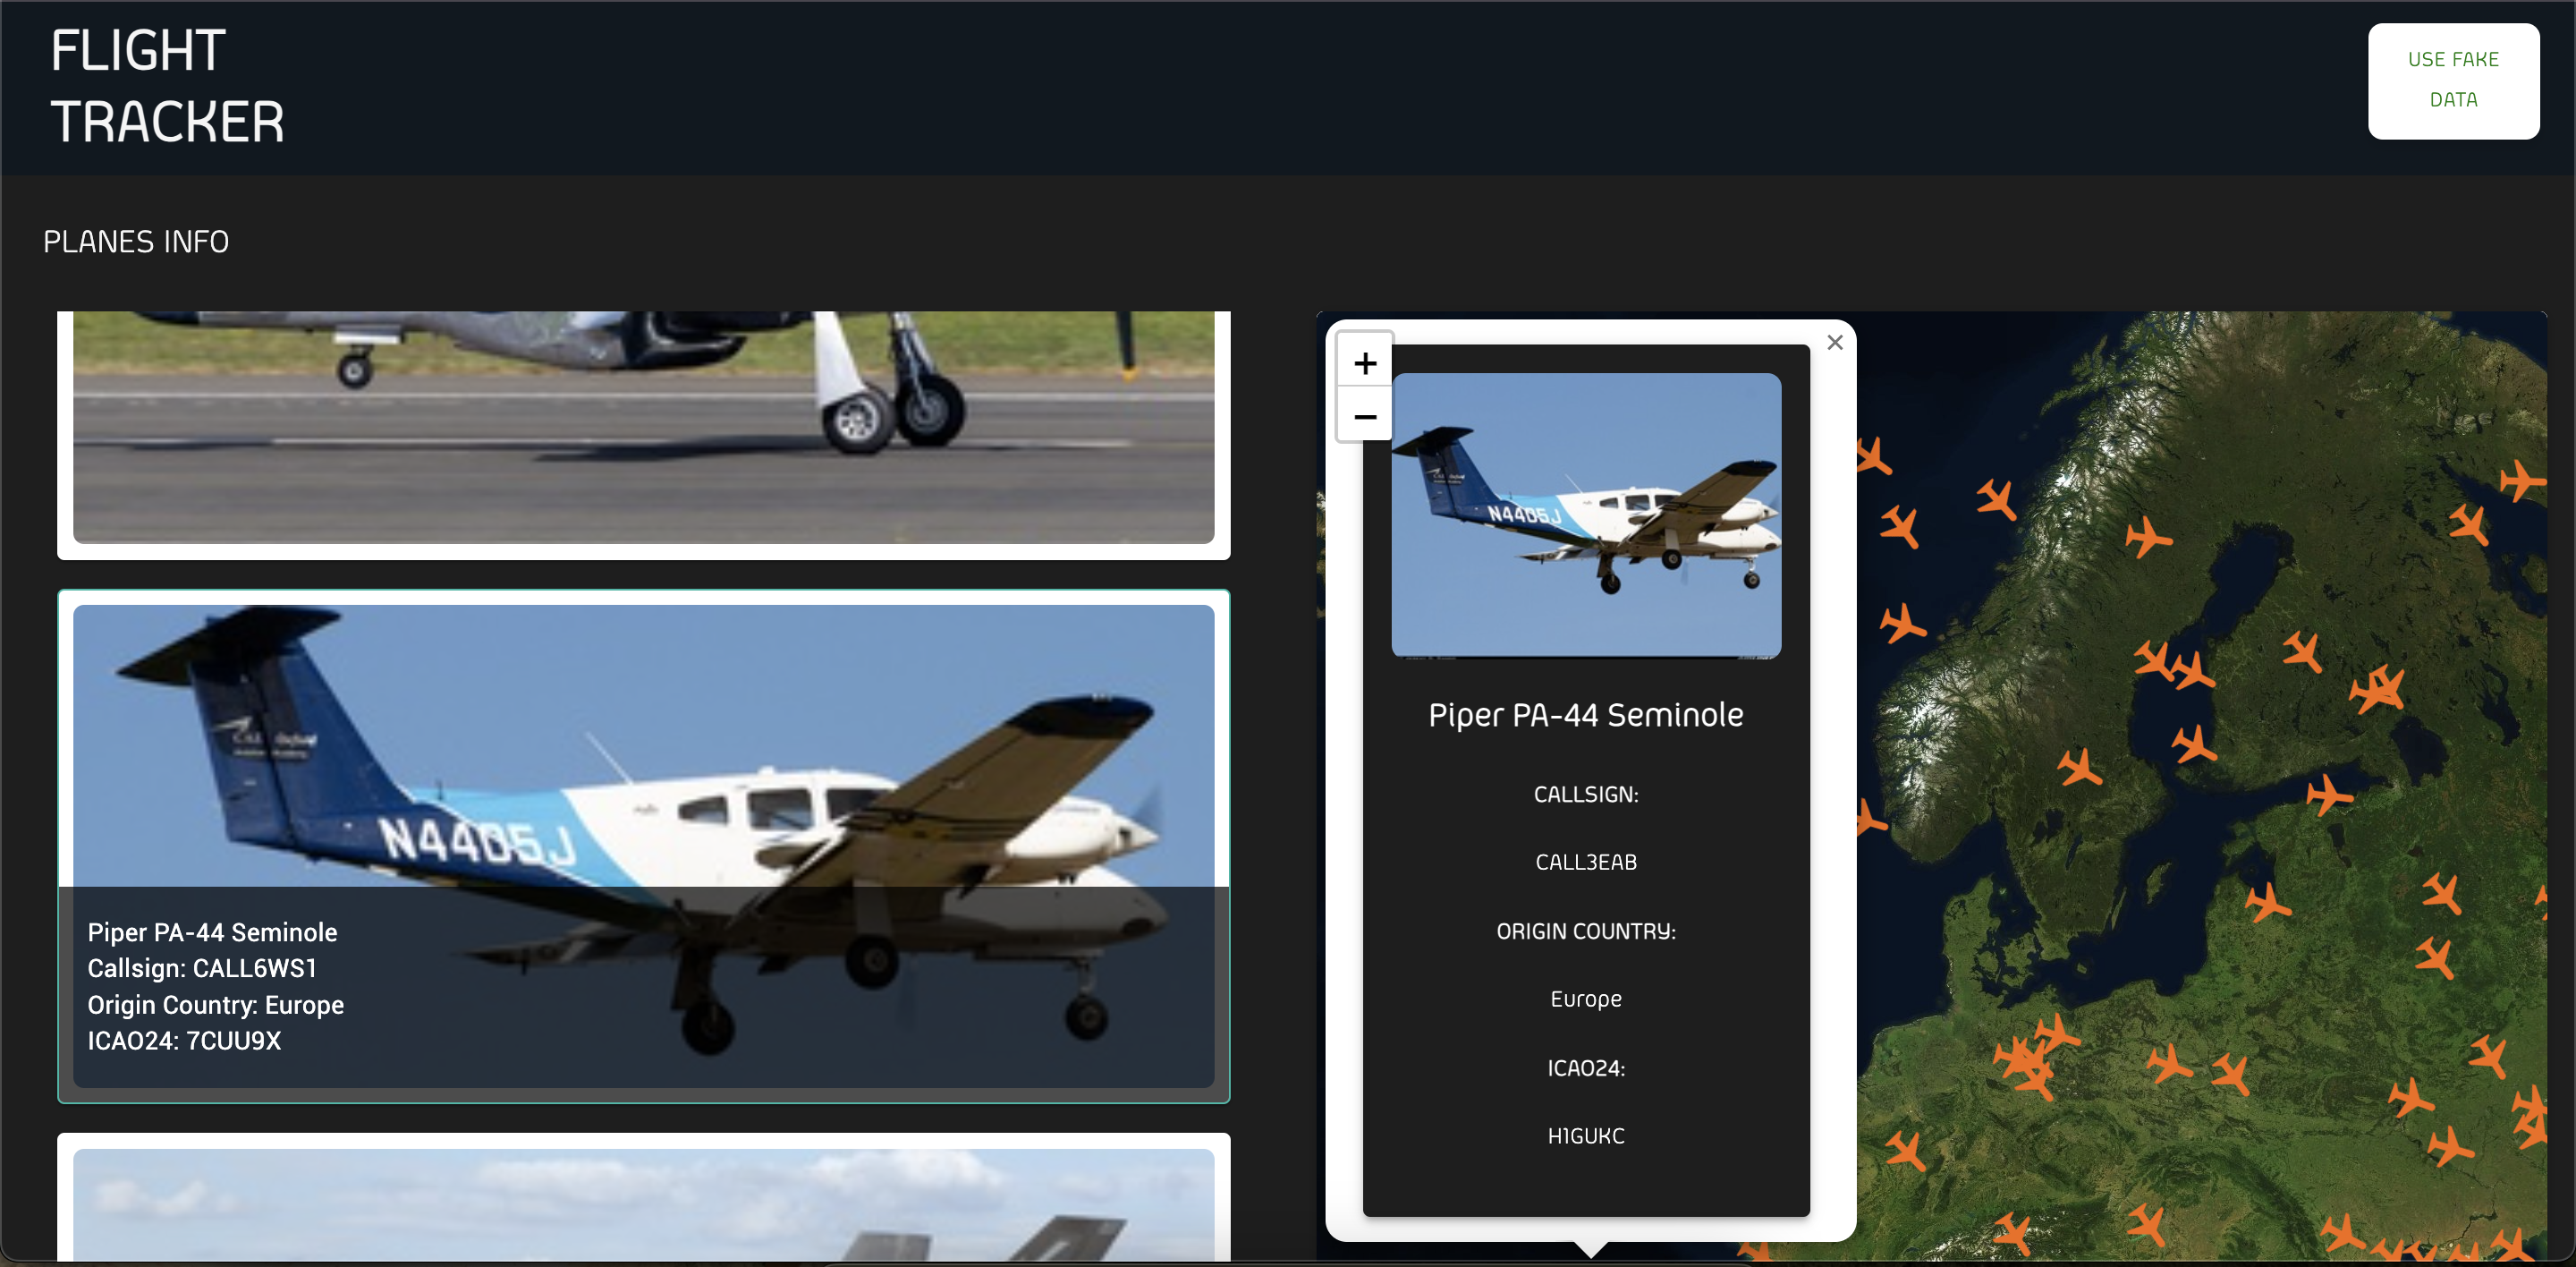 FLIGHT
TRACKER
USE FAKE
DATA
PLANES INFO
N4405J
Piper PA-44 Seminole
Callsign: CALL6WS1
Origin Country: Europe
ICAO24: 7CUU9X
+
−
×
N4405J
Piper PA-44 Seminole
CALLSIGN:
CALL3EAB
ORIGIN COUNTRY:
Europe
ICAO24:
H1GUKC